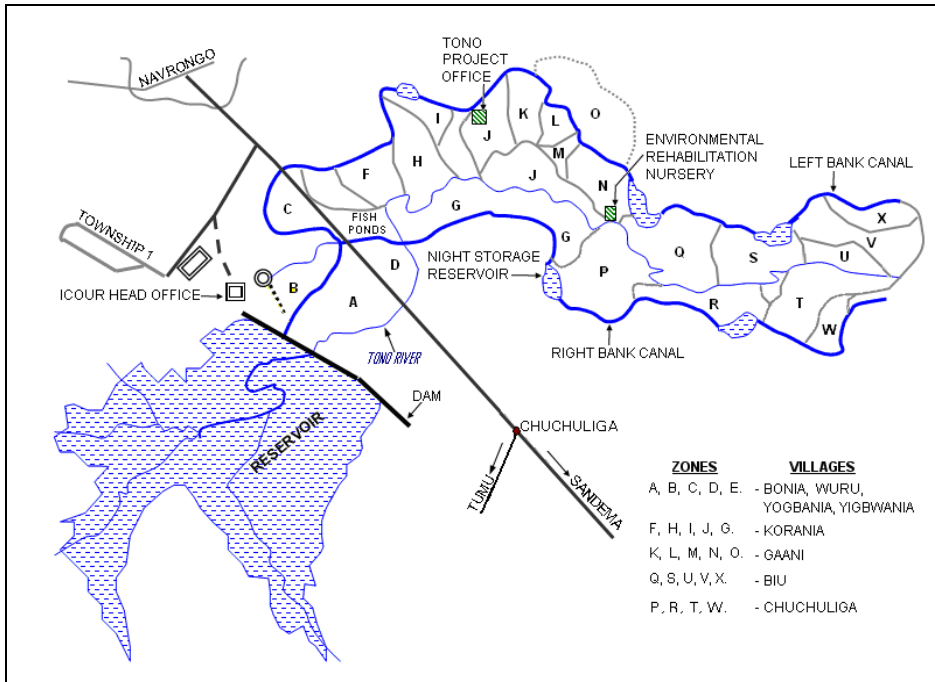 NAVRONGO
TONO
PROJECT
OFFICE
I
J
K
L
O
M
ENVIRONMENTAL
REHABILITATION
NURSERY
LEFT BANK CANAL
H
F
J
N
C
FISH
PONDS
G
X
V
U
TOWNSHIP 1
D
G
NIGHT STORAGE
RESERVOIR
P
Q
S
ICOUR HEAD OFFICE
B
A
R
T
W
TONO RIVER
RIGHT BANK CANAL
DAM
RESERVOIR
CHUCHULIGA
TUMU
SANDEMA
ZONES VILLAGES
A, B, C, D, E. - BONIA, WURU,
YOGBANIA, YIGBWANIA
F, H, I, J, G. - KORANIA
K, L, M, N, O. - GAANI
Q, S, U, V, X. - BIU
P, R, T, W. - CHUCHULIGA